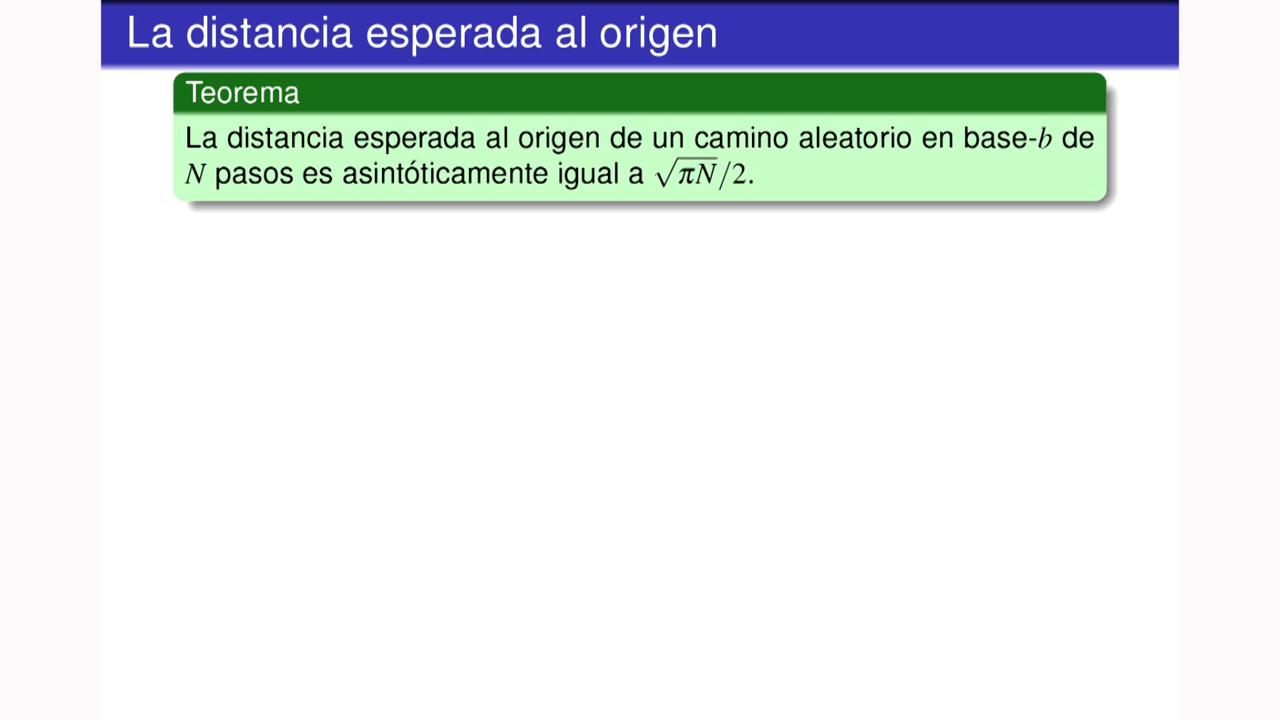 La distancia esperada al origen
Teorema
La distancia esperada al origen de un camino aleatorio en base-b de
N pasos es asintóticamente igual a √πN/2.